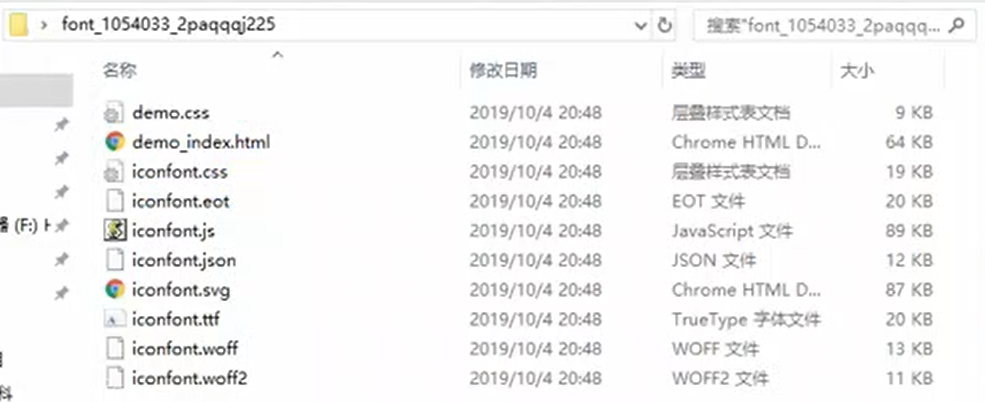 font_1054033_2paqqqj225 搜索"font_1054033_2paqqq...
名称 修改日期 类型 大小
demo.css 2019/10/4 20:48 层叠样式表文档 9 KB
demo_index.html 2019/10/4 20:48 Chrome HTML D... 64 KB
iconfont.css 2019/10/4 20:48 层叠样式表文档 19 KB
iconfont.eot 2019/10/4 20:48 EOT 文件 20 KB
(F:) iconfont.js 2019/10/4 20:48 JavaScript 文件 89 KB
iconfont.json 2019/10/4 20:48 JSON 文件 12 KB
iconfont.svg 2019/10/4 20:48 Chrome HTML D... 87 KB
iconfont.ttf 2019/10/4 20:48 TrueType 字体文件 20 KB
iconfont.woff 2019/10/4 20:48 WOFF 文件 13 KB
iconfont.woff2 2019/10/4 20:48 WOFF2 文件 11 KB